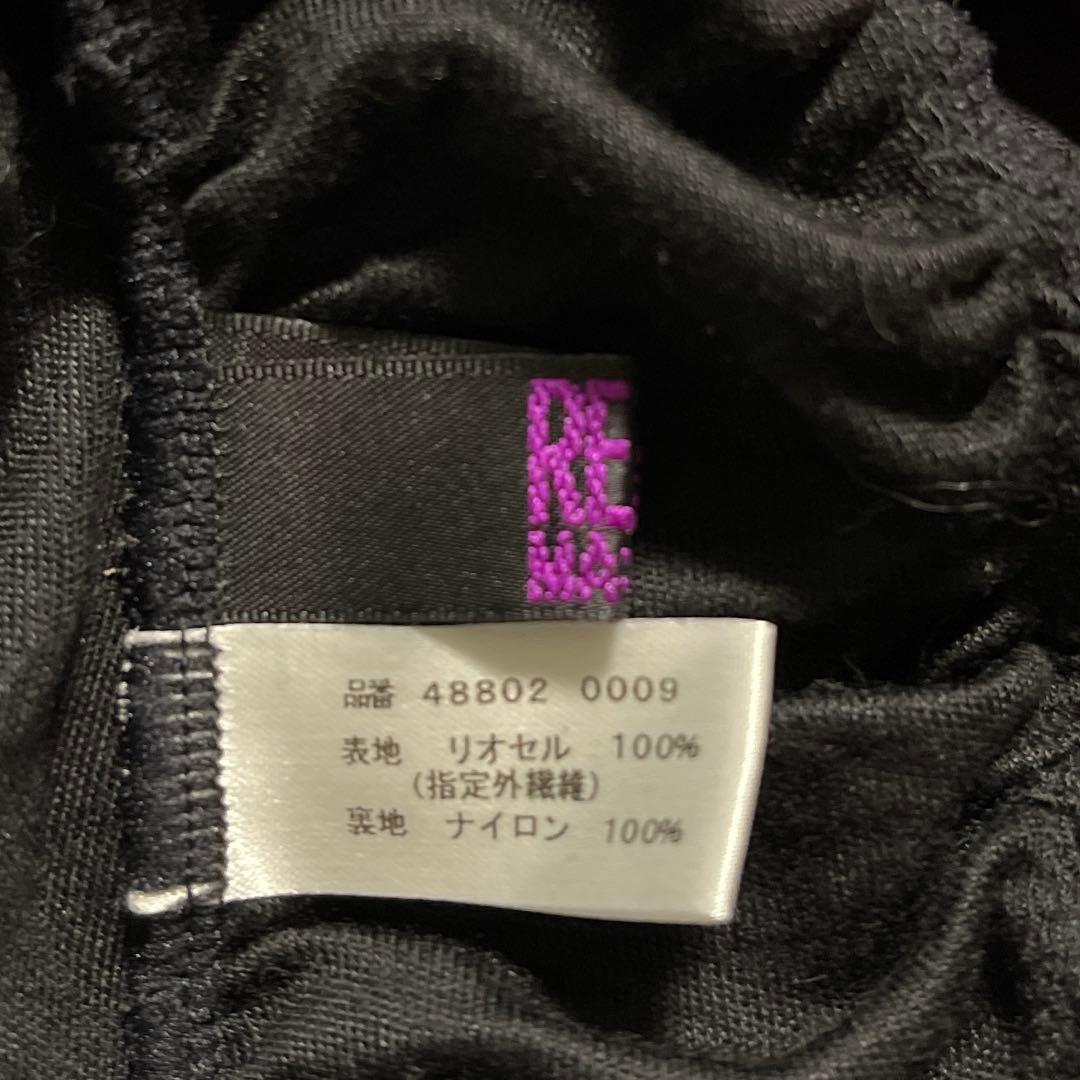 RE
品番 48802 0009
表地 リオセル 100%
(指定外繊維)
裏地 ナイロン 100%